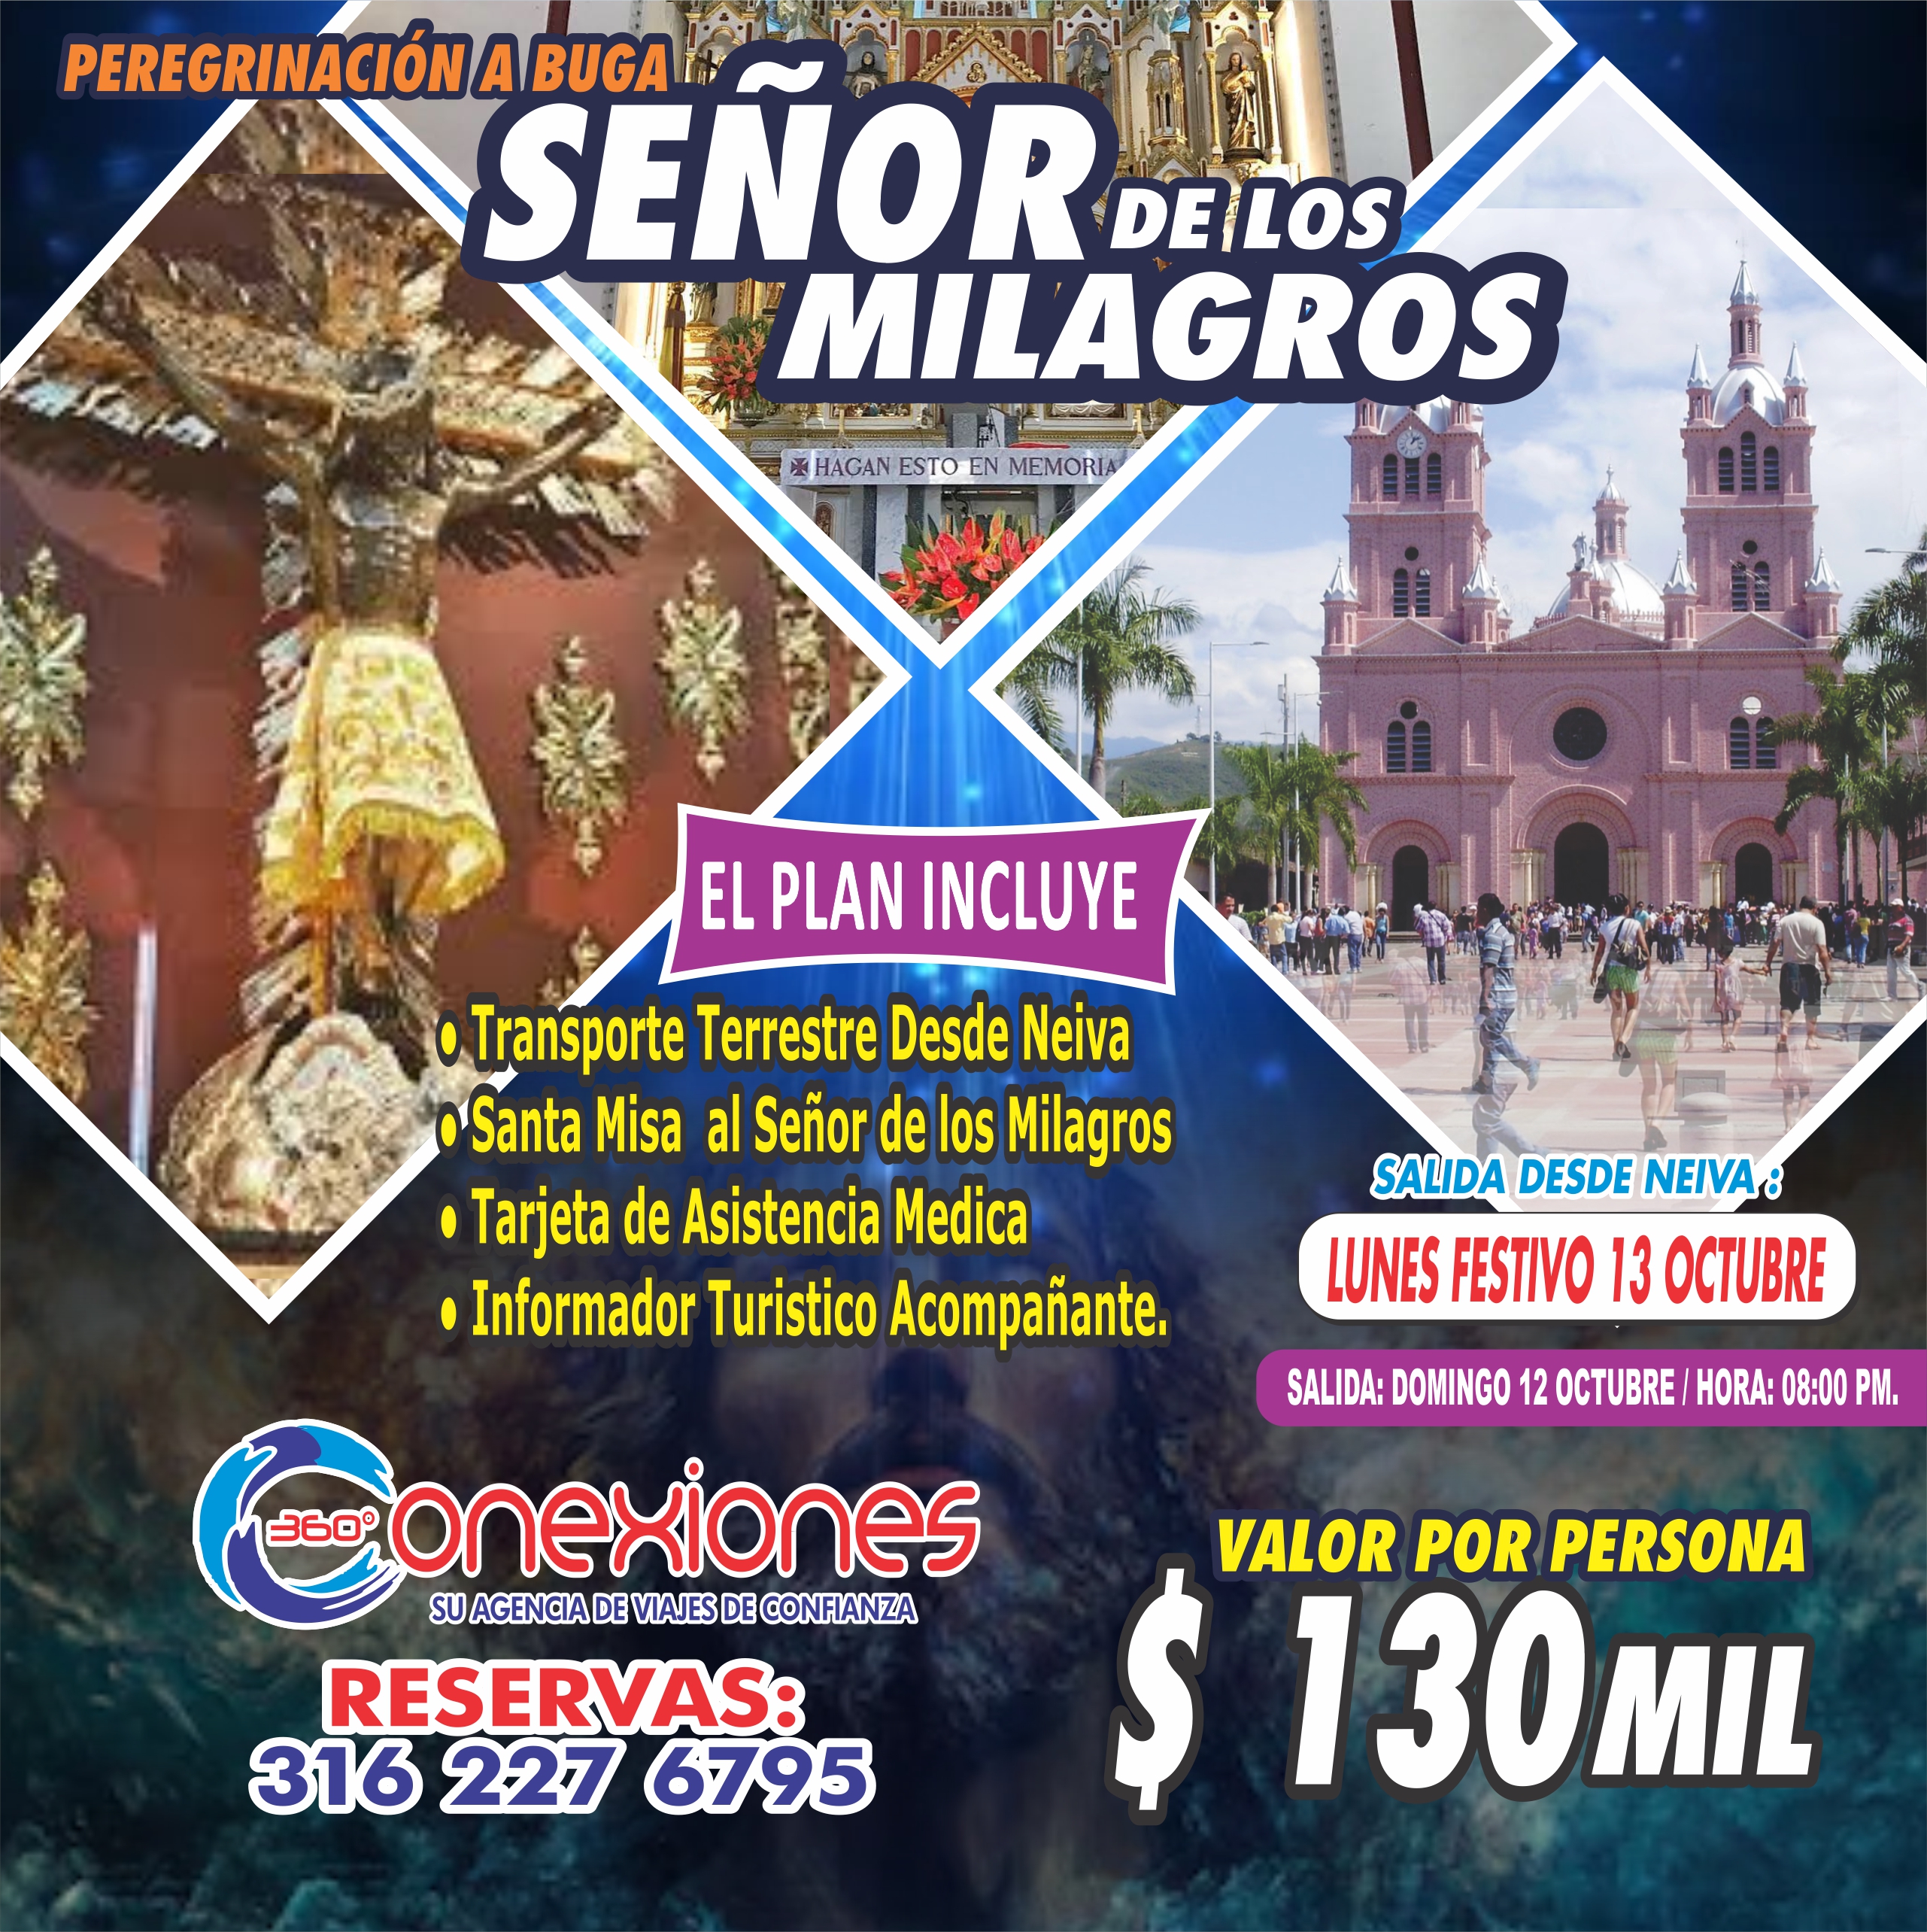 PEREGRINACIÓN A BUGA
SEÑOR DE LOS
MILAGROS
HAGAN ESTO EN MEMORIA
EL PLAN INCLUYE
• Transporte Terrestre Desde Neiva
• Santa Misa al Señor de los Milagros
• Tarjeta de Asistencia Medica
• Informador Turistico Acompañante.
SALIDA DESDE NEIVA :
LUNES FESTIVO 13 OCTUBRE
SALIDA: DOMINGO 12 OCTUBRE / HORA: 08:00 PM.
Conexiones
360°
SU AGENCIA DE VIAJES DE CONFIANZA
RESERVAS:
316 227 6795
VALOR POR PERSONA
$ 130 MIL